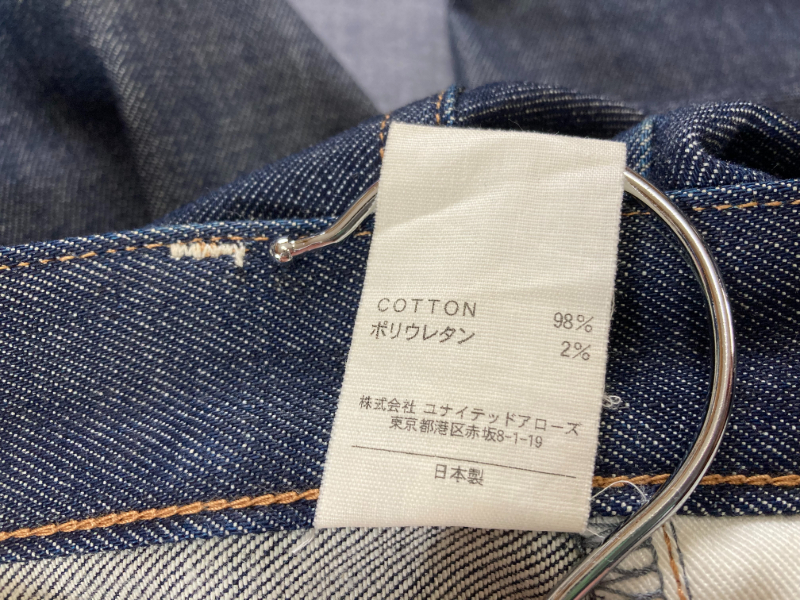 COTTON 98%
ポリウレタン 2%
株式会社 ユナイテッドアローズ
東京都港区赤坂8-1-19
日本製